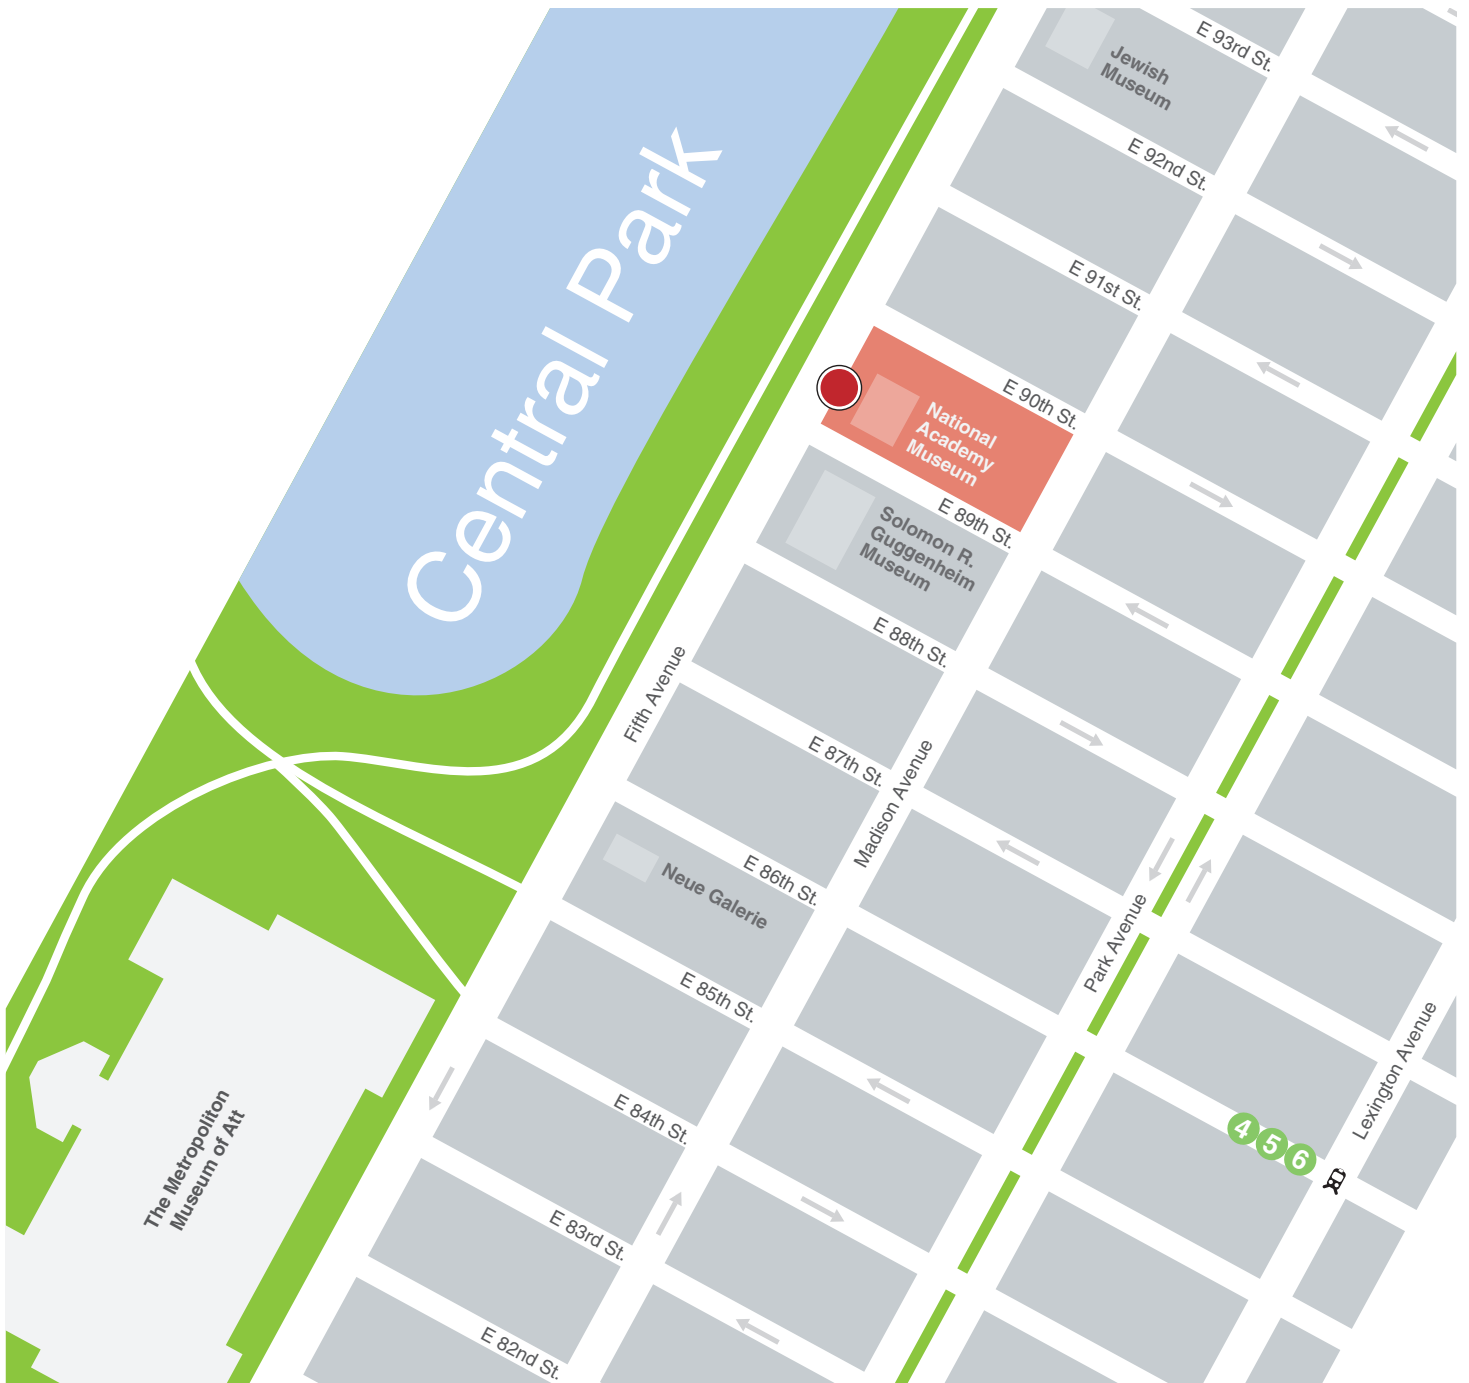 E 93rd St.
Jewish
Museum
E 92nd St.
Central Park
E 91st St.
E 90th St.
National
Academy
Museum
E 89th St.
Solomon R.
Guggenheim
Museum
E 88th St.
Fifth Avenue
E 87th St.
Madison Avenue
E 86th St.
Neue Galerie
Park Avenue
E 85th St.
Lexington Avenue
E 84th St.
4 5 6
The Metropoliton
Museum of Att
E 83rd St.
E 82nd St.